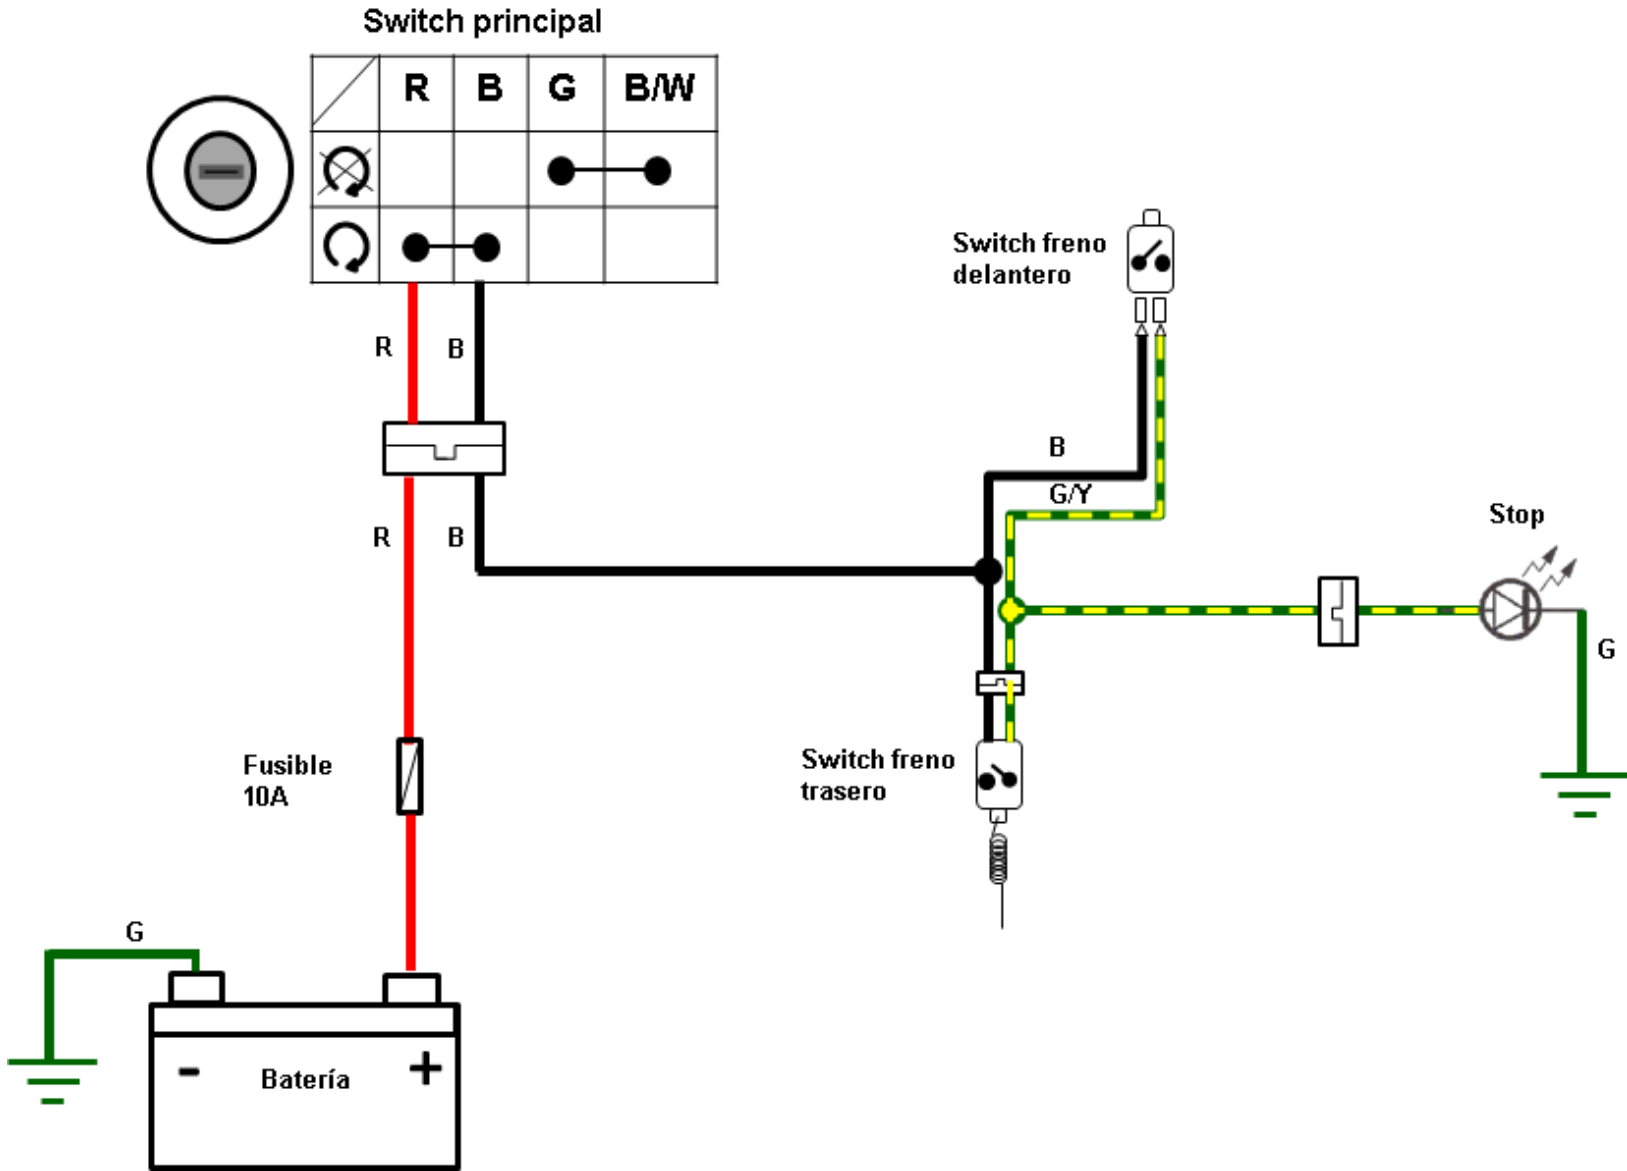 Switch principal
R B G B/W
R B
R B
Switch freno
delantero
B
G/Y
Stop
G
Switch freno
trasero
Fusible
10A
G
- +
Batería